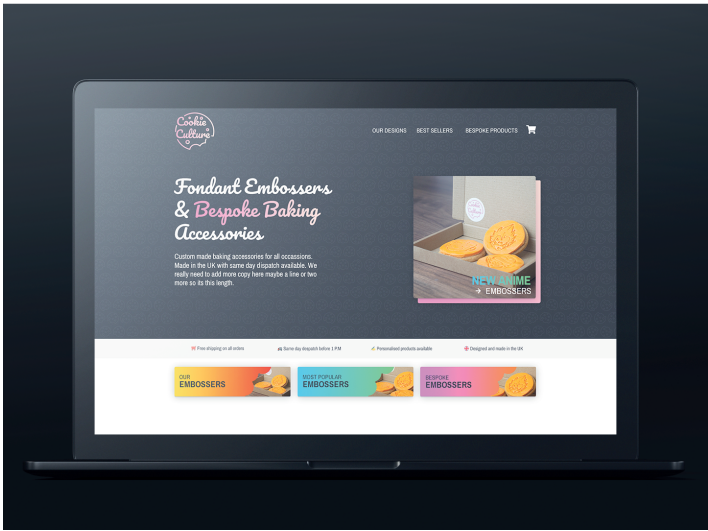 Cookie
Culture
OUR DESIGNS
BEST SELLERS
BESPOKE PRODUCTS
Fondant Embossers
& Bespoke Baking
Accessories
Custom made baking accessories for all occassions.
Made in the UK with same day dispatch available. We
really need to add more copy here maybe a line or two
more so its this length.
NEW ANIME
→ EMBOSSERS
Free shipping on all orders
Same day despatch before 1 PM
Personalised products available
Designed and made in the UK
OUR
EMBOSSERS
MOST POPULAR
EMBOSSERS
BESPOKE
EMBOSSERS